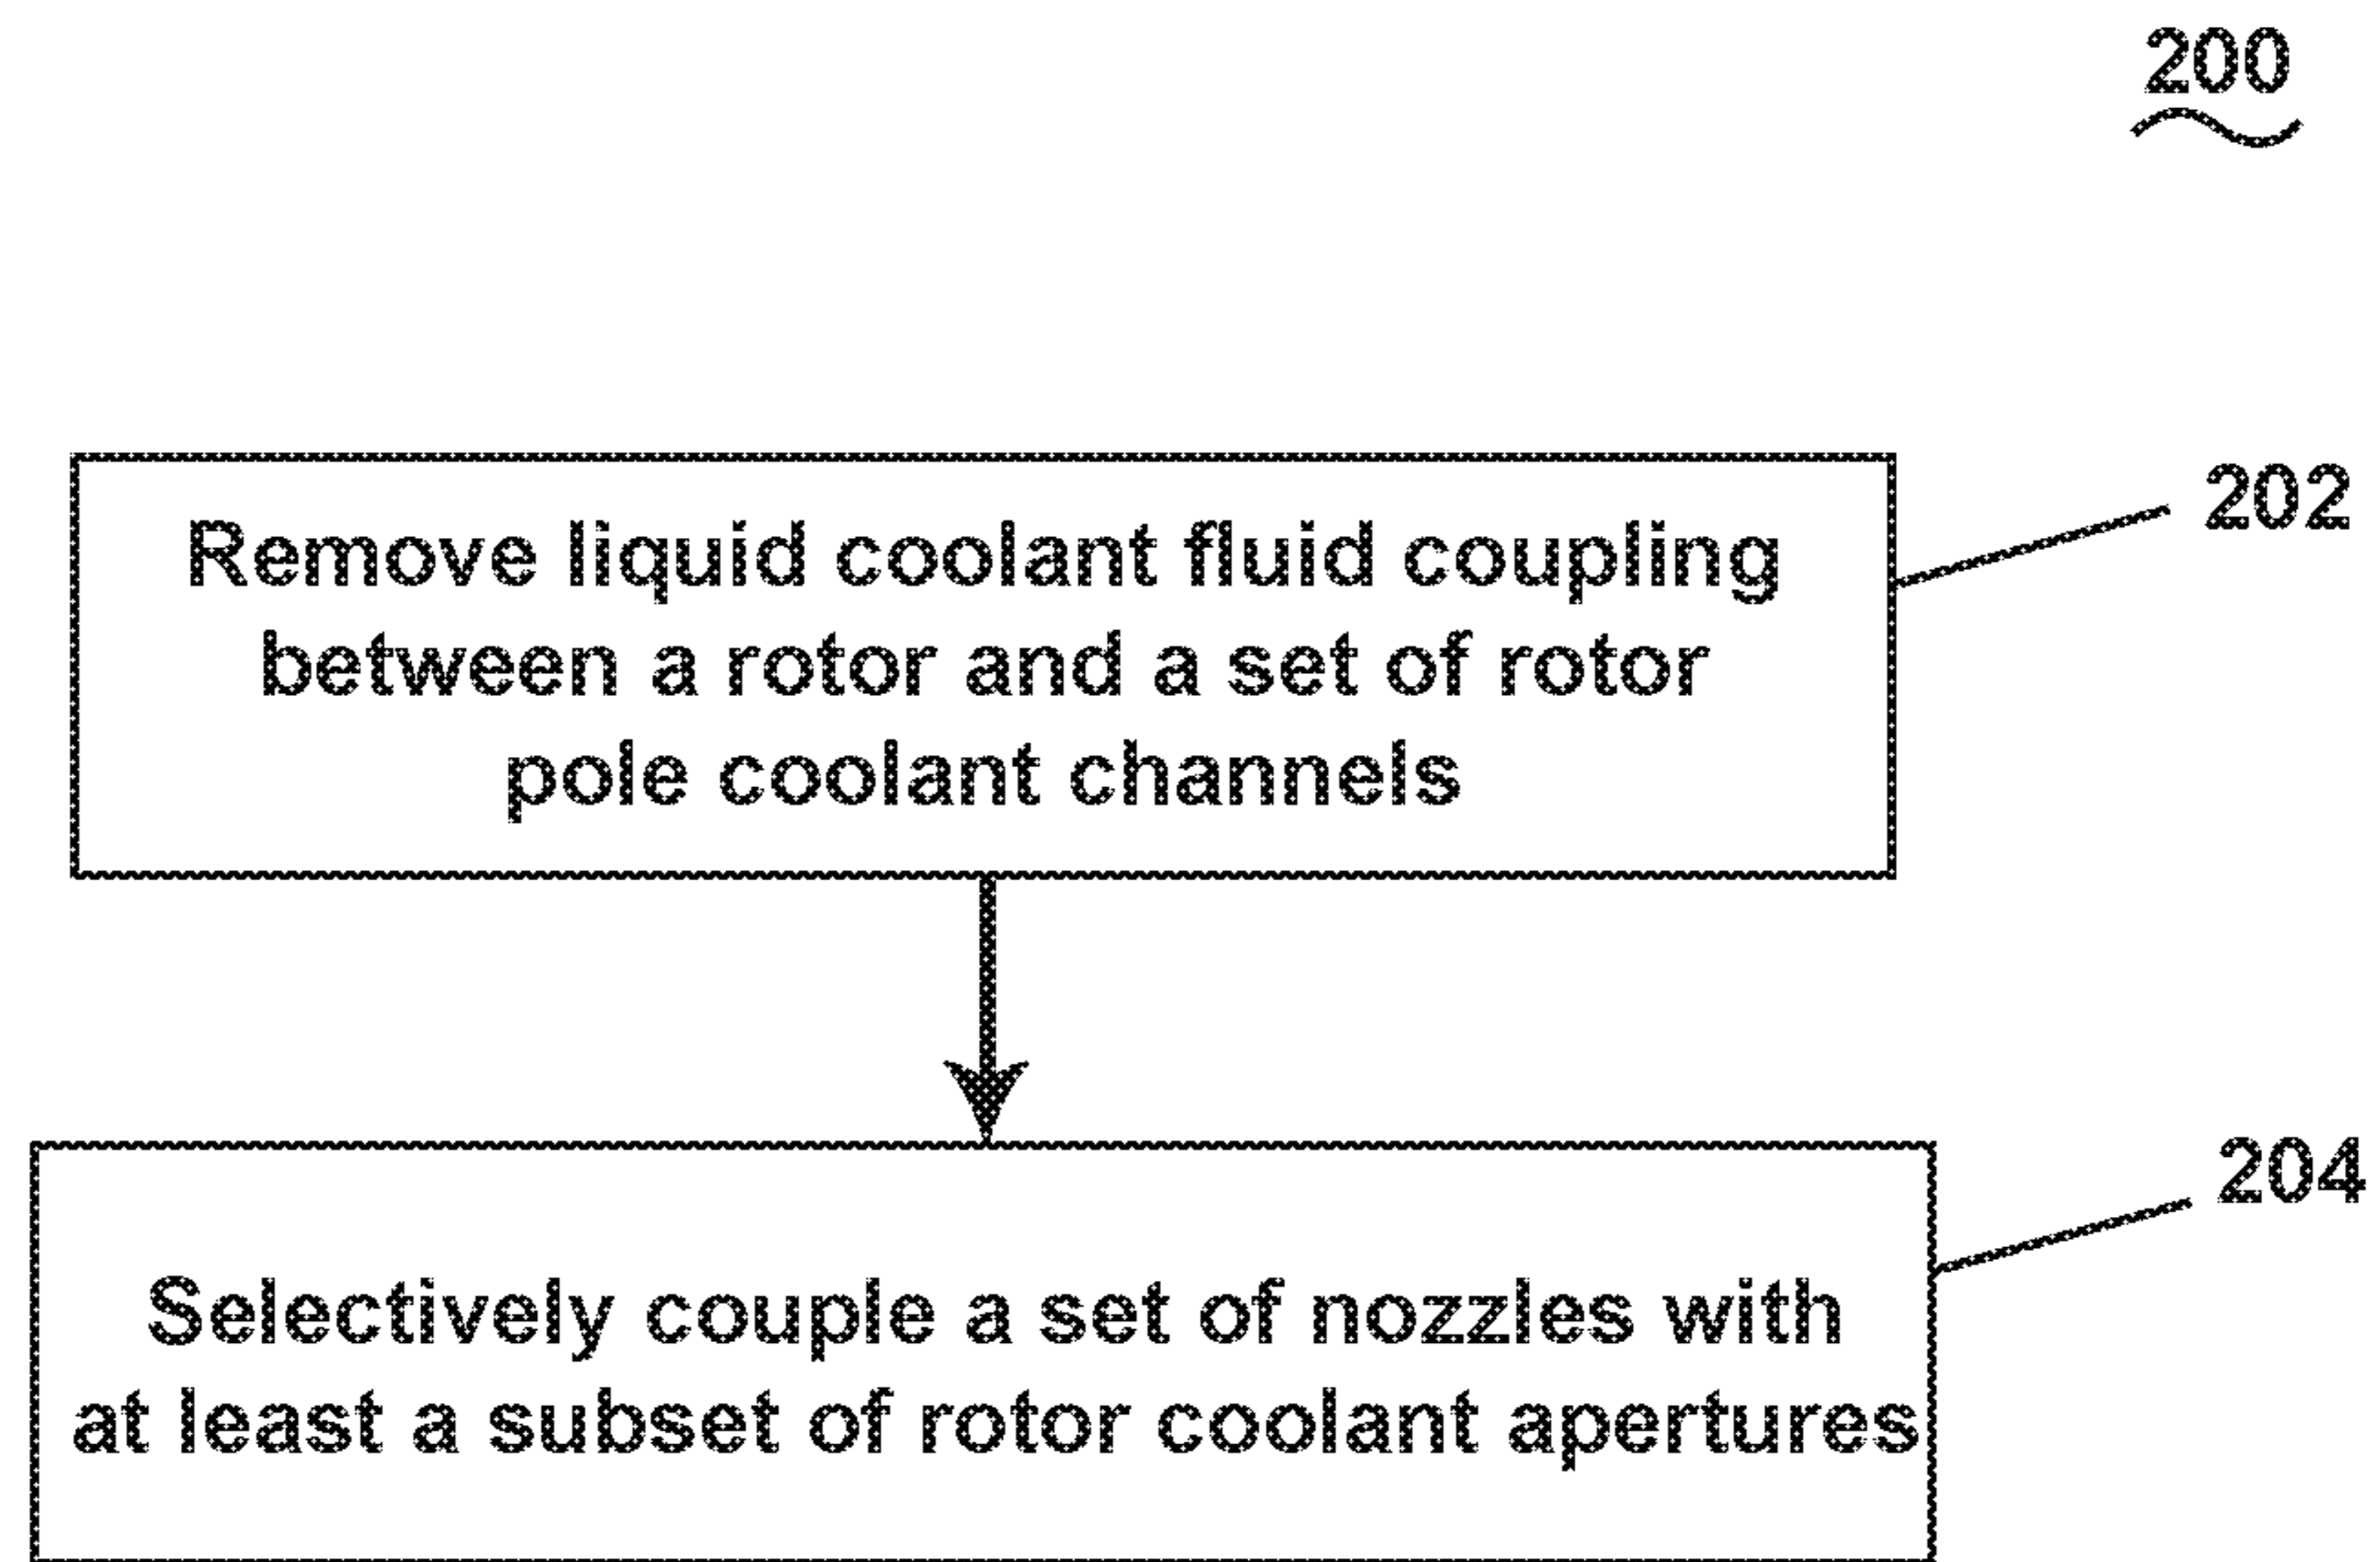 200
Remove liquid coolant fluid coupling
between a rotor and a set of rotor
pole coolant channels
202
Selectively couple a set of nozzles with
at least a subset of rotor coolant apertures
204